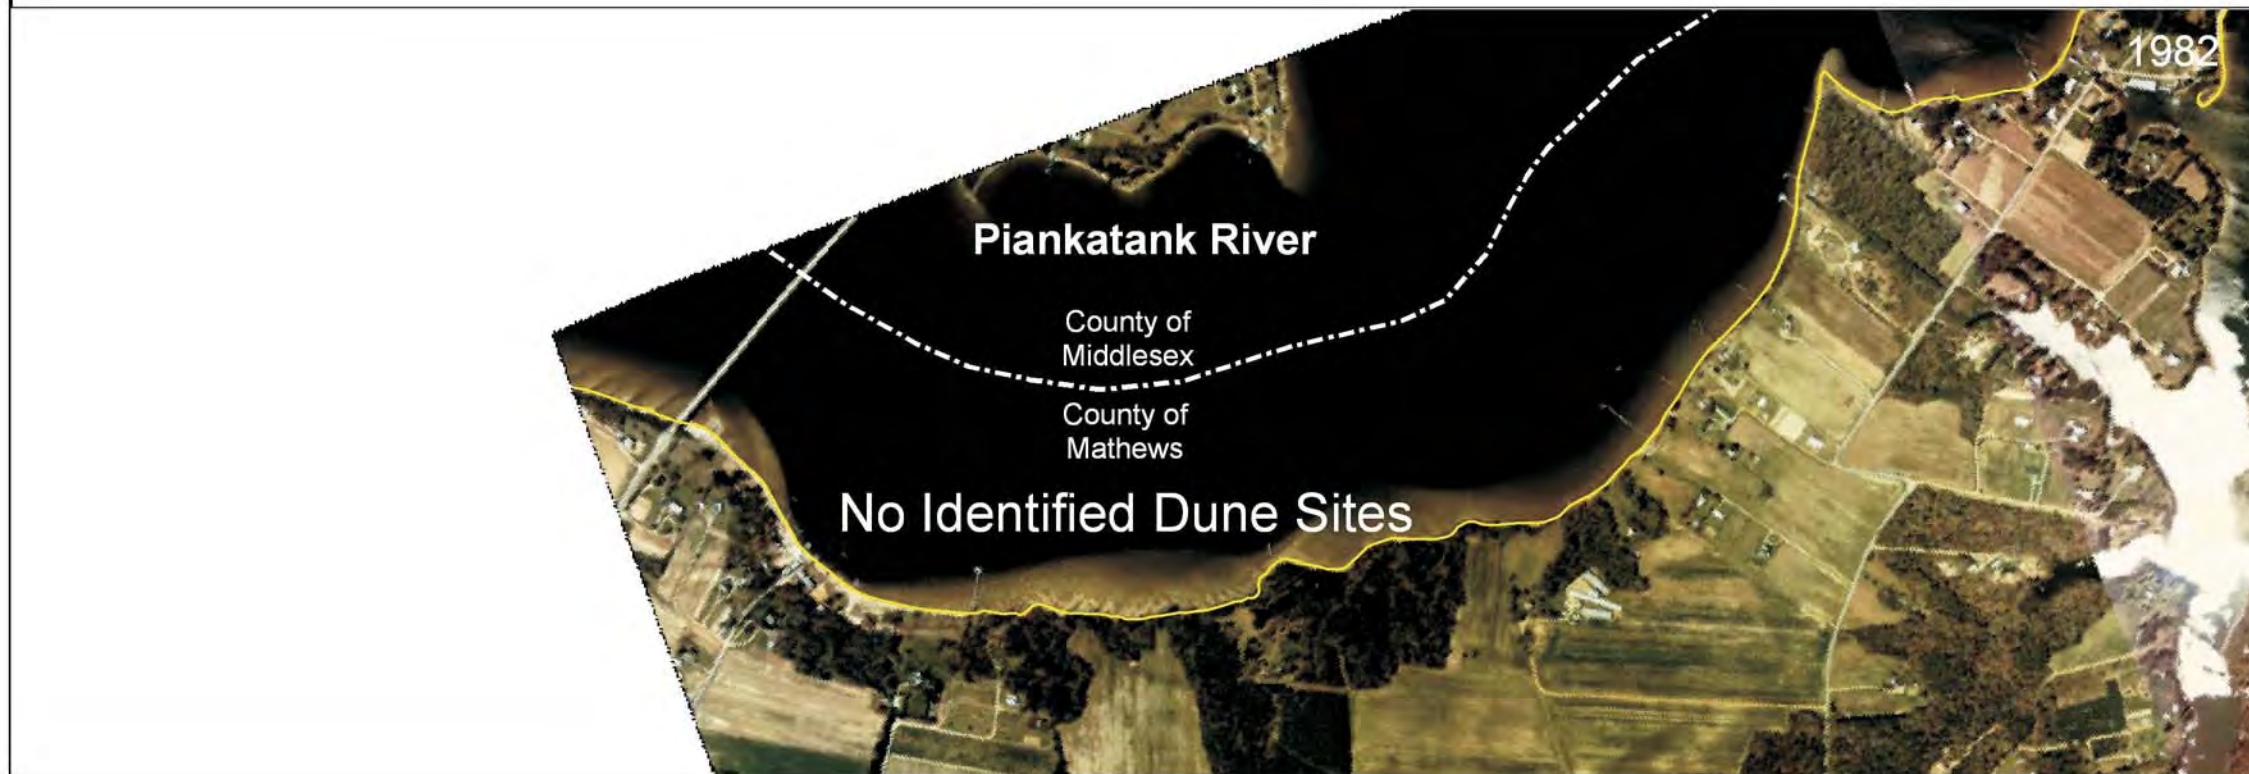 1982
Piankatank River
County of
Middlesex
County of
Mathews
No Identified Dune Sites